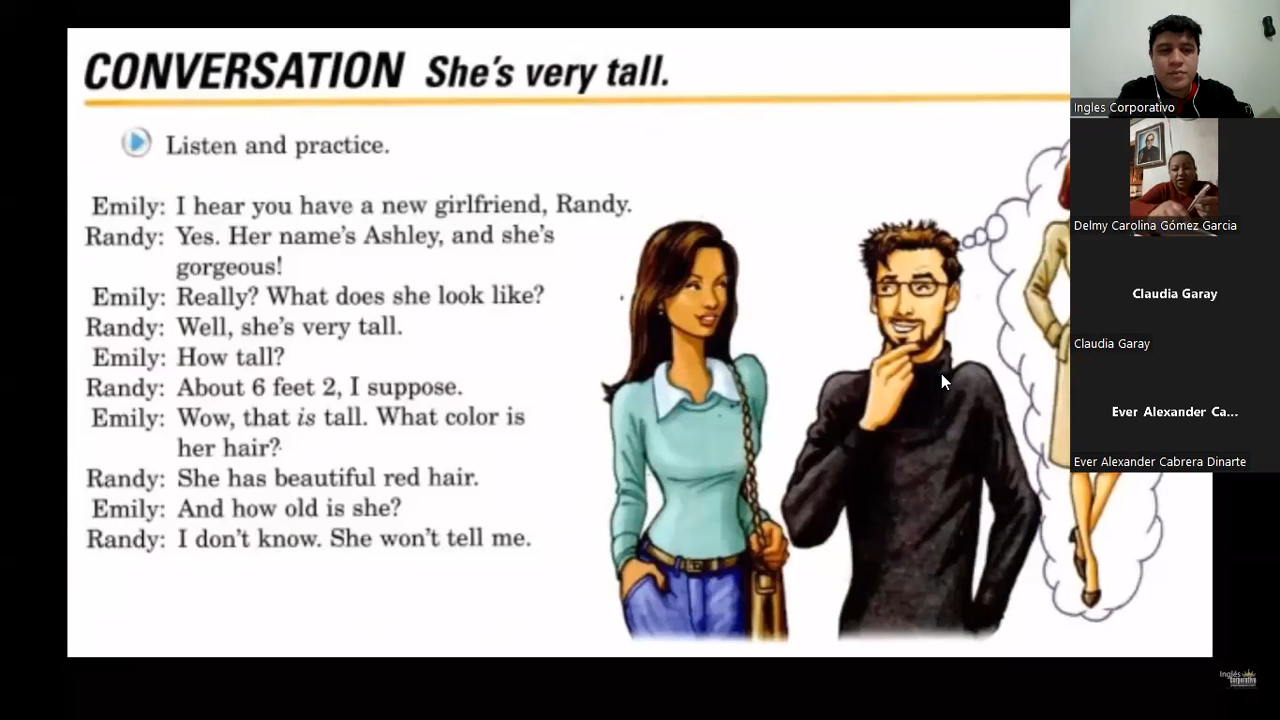 CONVERSATION She's very tall.
Listen and practice.
Emily: I hear you have a new girlfriend, Randy.
Randy: Yes. Her name's Ashley, and she's
gorgeous!
Emily: Really? What does she look like?
Randy: Well, she's very tall.
Emily: How tall?
Randy: About 6 feet 2, I suppose.
Emily: Wow, that is tall. What color is
her hair?
Randy: She has beautiful red hair.
Emily: And how old is she?
Randy: I don't know. She won't tell me.
Ingles Corporativo
Delmy Carolina Gómez Garcia
Claudia Garay
Claudia Garay
Ever Alexander Ca...
Ever Alexander Cabrera Dinarte
Inglés
Corporativo